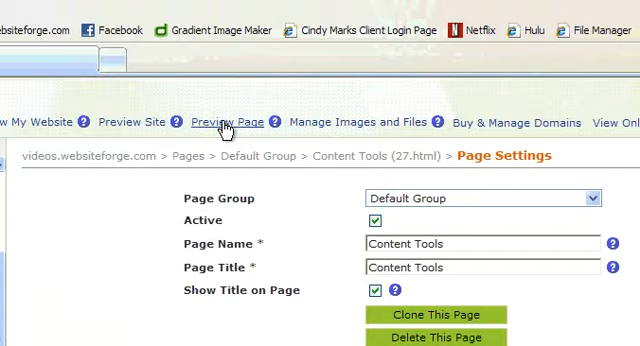 ebsiteforge.com Facebook Gradient Image Maker Cindy Marks Client Login Page Netflix Hulu File Manager
My Website ? Preview Site ? Preview Page ? Manage Images and Files ? Buy & Manage Domains View Onl
videos.websiteforge.com > Pages > Default Group > Content Tools (27.html) > Page Settings
Page Group Default Group
Active
Page Name * Content Tools ?
Page Title * Content Tools ?
Show Title on Page ?
Clone This Page
Delete This Page